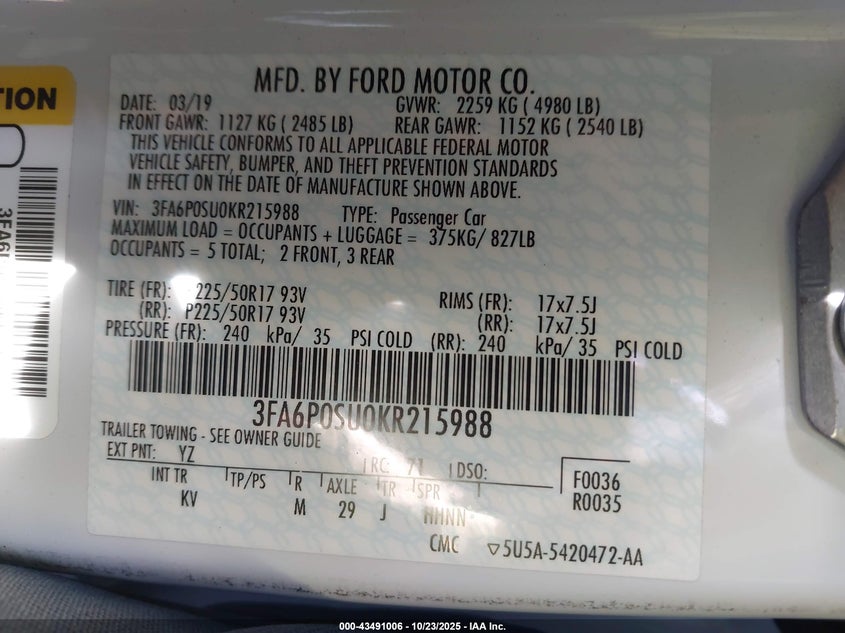 TION
MFD. BY FORD MOTOR CO.
DATE: 03/19 GVWR: 2259 KG ( 4980 LB)
FRONT GAWR: 1127 KG ( 2485 LB) REAR GAWR: 1152 KG ( 2540 LB)
THIS VEHICLE CONFORMS TO ALL APPLICABLE FEDERAL MOTOR
VEHICLE SAFETY, BUMPER, AND THEFT PREVENTION STANDARDS
IN EFFECT ON THE DATE OF MANUFACTURE SHOWN ABOVE.
VIN: 3FA6P0SU0KR215988 TYPE: Passenger Car
MAXIMUM LOAD = OCCUPANTS + LUGGAGE = 375KG/ 827LB
OCCUPANTS = 5 TOTAL; 2 FRONT, 3 REAR
TIRE (FR): P225/50R17 93V RIMS (FR): 17x7.5J
(RR): P225/50R17 93V (RR): 17x7.5J
PRESSURE (FR): 240 kPa/ 35 PSI COLD (RR): 240 kPa/ 35 PSI COLD
3FA6P0SU0KR215988
TRAILER TOWING - SEE OWNER GUIDE
EXT PNT: YZ RC: 71 DSO: F0036
INT TR TP/PS R AXLE TR SPR R0035
KV M 29 J HHNN
CMC ▽5U5A-5420472-AA
000-43491006 - 10/23/2025 - IAA Inc.